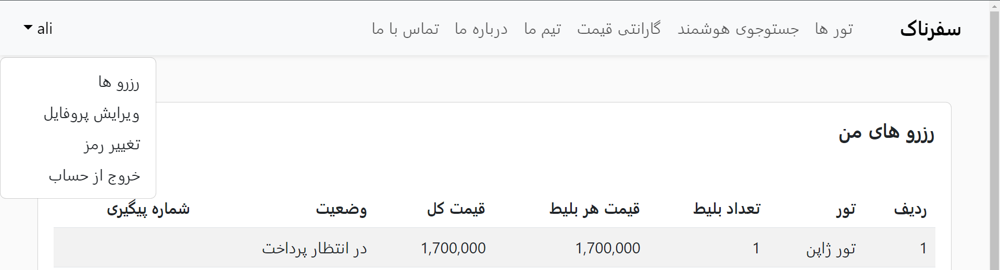 سفرناک تور ها جستوجوی هوشمند گارانتی قیمت تیم ما درباره ما تماس با ما ali
رزرو ها
ویرایش پروفایل
تغییر رمز
خروج از حساب
رزرو های من
ردیف تور تعداد بلیط قیمت هر بلیط قیمت کل وضعیت شماره پیگیری
1 تور ژاپن 1 1,700,000 1,700,000 در انتظار پرداخت